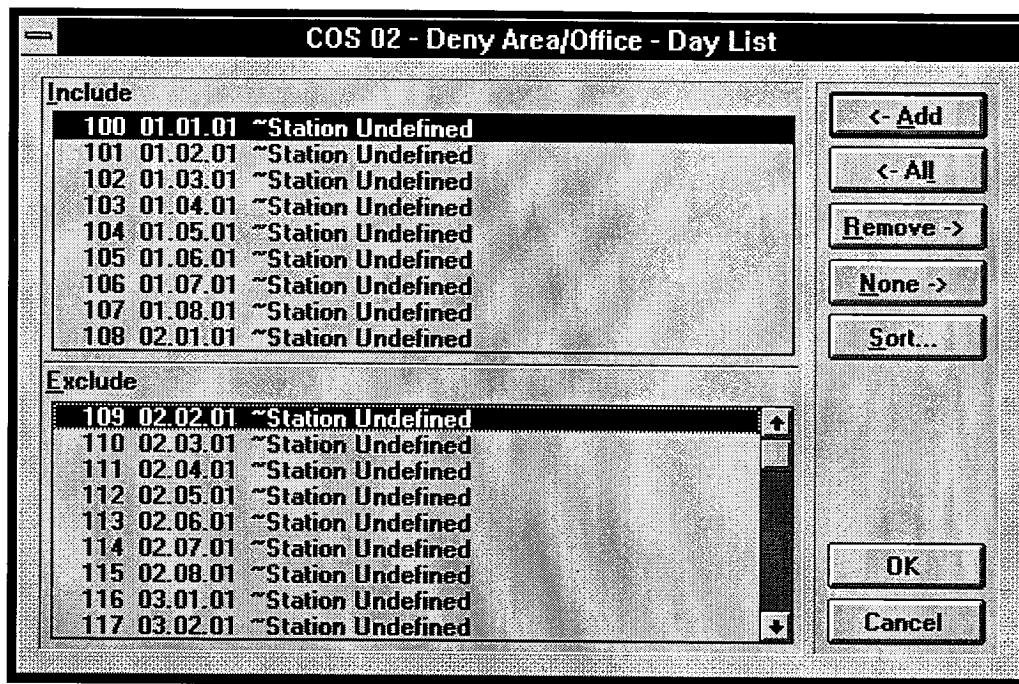 COS 02 - Deny Area/Office - Day List
Include
100 01.01.01 ~Station Undefined
101 01.02.01 ~Station Undefined
102 01.03.01 ~Station Undefined
103 01.04.01 ~Station Undefined
104 01.05.01 ~Station Undefined
105 01.06.01 ~Station Undefined
106 01.07.01 ~Station Undefined
107 01.08.01 ~Station Undefined
108 02.01.01 ~Station Undefined
Exclude
109 02.02.01 ~Station Undefined
110 02.03.01 ~Station Undefined
111 02.04.01 ~Station Undefined
112 02.05.01 ~Station Undefined
113 02.06.01 ~Station Undefined
114 02.07.01 ~Station Undefined
115 02.08.01 ~Station Undefined
116 03.01.01 ~Station Undefined
117 03.02.01 ~Station Undefined
<- Add
<- All
Remove ->
None ->
Sort...
OK
Cancel